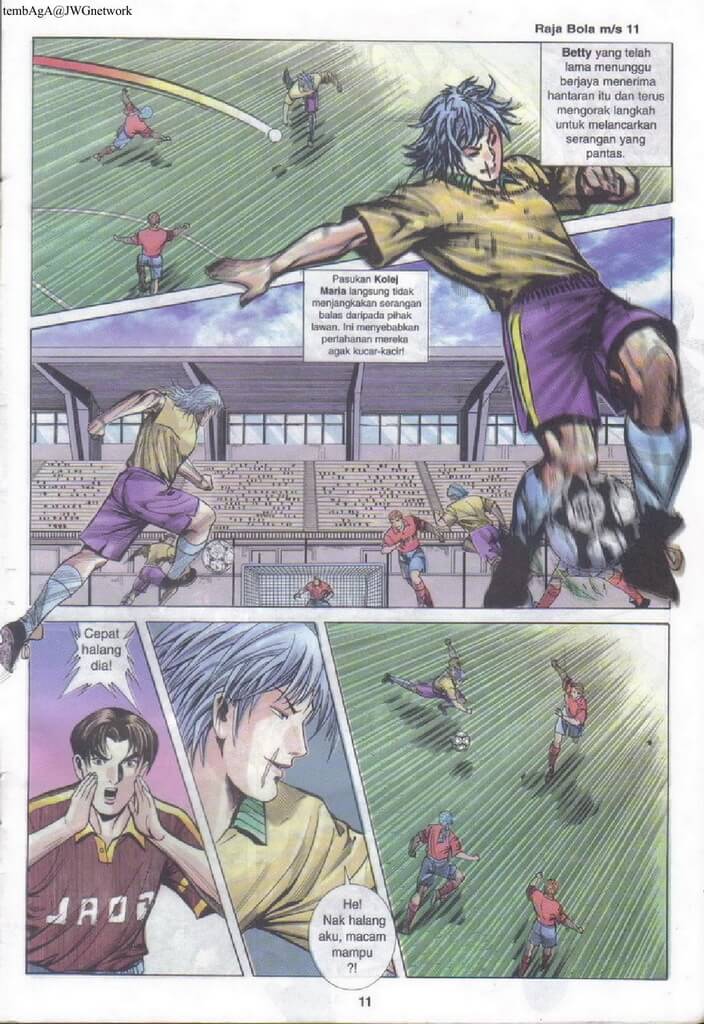 tembAgA@JWGnetwork
Raja Bola m/s 11
Betty yang telah
lama menunggu
berjaya menerima
hantaran itu dan terus
mengorak langkah
untuk melancarkan
serangan yang
pantas.
Pasukan Kolej
Maria langsung tidak
menjangkakan serangan
balas daripada pihak
lawan. Ini menyebabkan
pertahanan mereka
agak kucar-kacir!
Cepat
halang
dia!
He!
Nak halang
aku, macam
mampu
?!
11